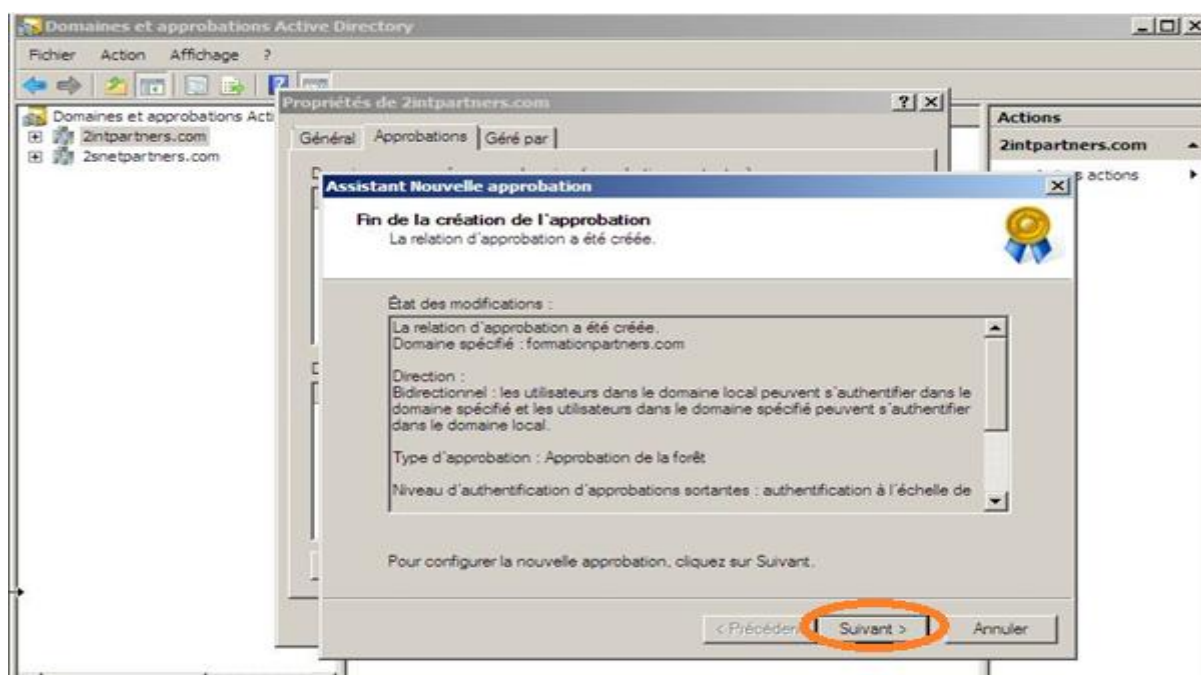 Domaines et approbations Active Directory
Fichier Action Affichage ?
Domaines et approbations Acti
2intpartners.com
2snetpartners.com
Propriétés de 2intpartners.com
Général Approbations Géré par
Actions
2intpartners.com
actions
Assistant Nouvelle approbation
Fin de la création de l'approbation
La relation d'approbation a été créée.
État des modifications :
La relation d'approbation a été créée.
Domaine spécifié : formationpartners.com
Direction :
Bidirectionnel : les utilisateurs dans le domaine local peuvent s'authentifier dans le
domaine spécifié et les utilisateurs dans le domaine spécifié peuvent s'authentifier
dans le domaine local.
Type d'approbation : Approbation de la forêt
Niveau d'authentification d'approbations sortantes : authentification à l'échelle de
Pour configurer la nouvelle approbation, cliquez sur Suivant.
< Précéden Suivant > Annuler